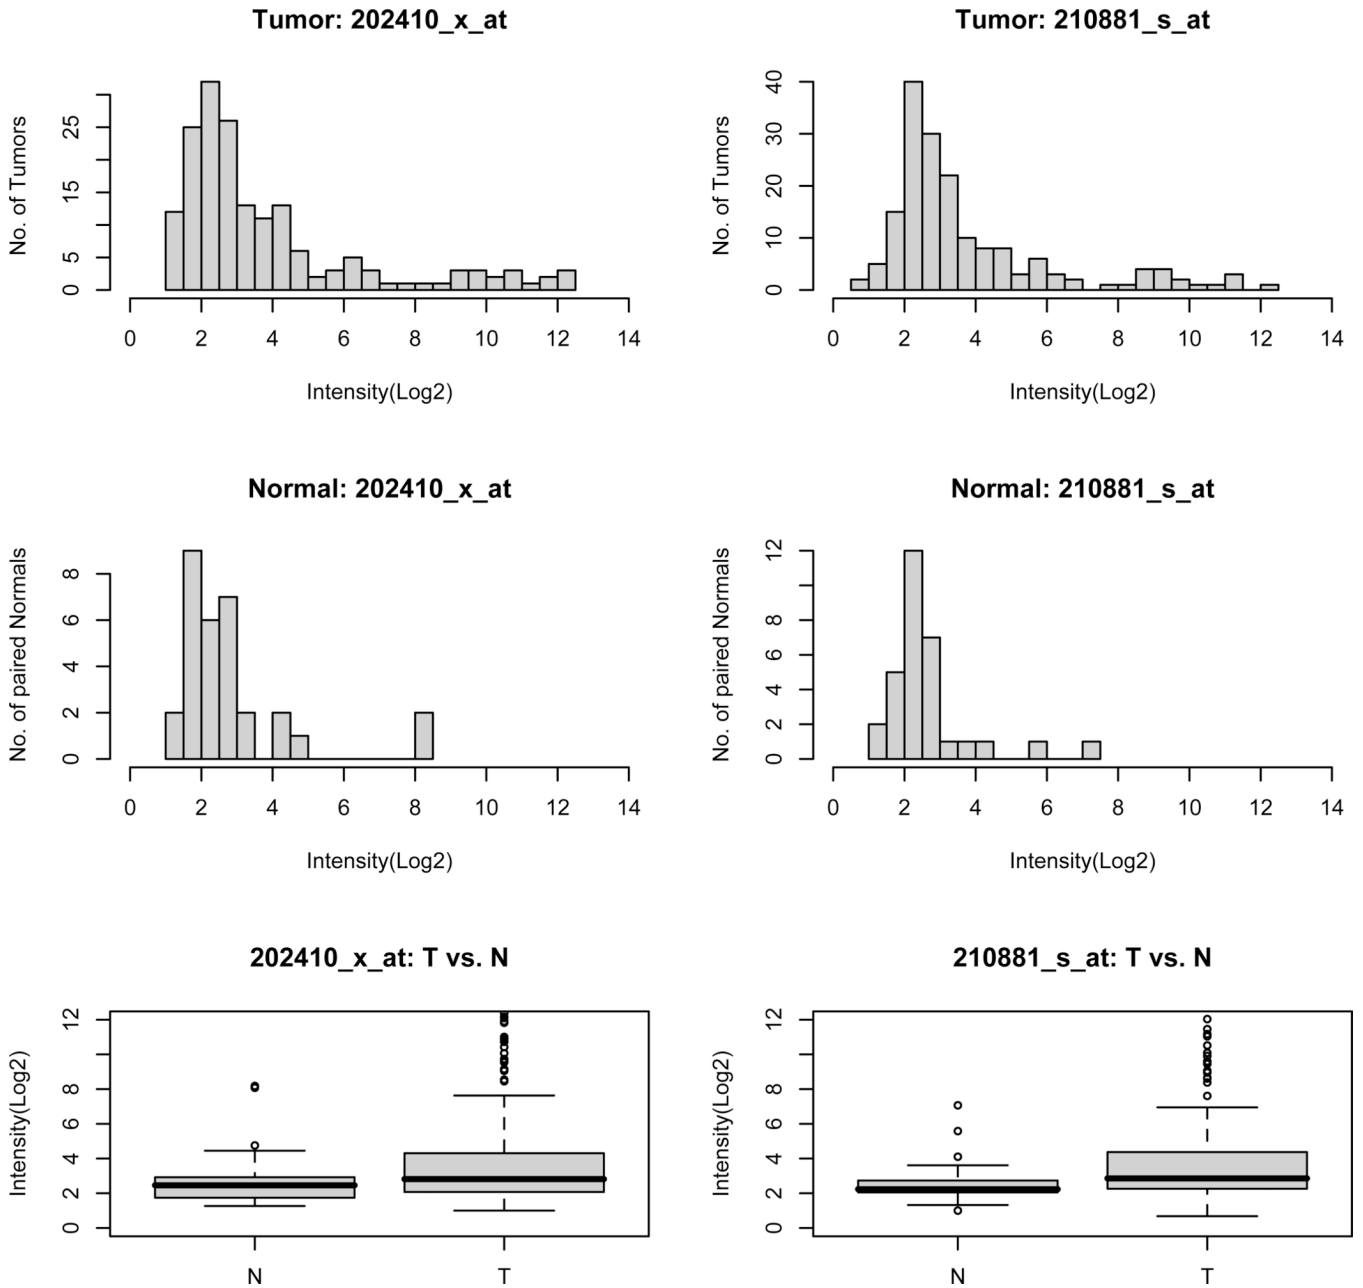 Tumor: 202410_x_at
No. of Tumors
0 5 15 25
0 2 4 6 8 10 12 14
Intensity(Log2)
Tumor: 210881_s_at
No. of Tumors
0 10 20 30 40
0 2 4 6 8 10 12 14
Intensity(Log2)
Normal: 202410_x_at
No. of paired Normals
0 2 4 6 8
0 2 4 6 8 10 12 14
Intensity(Log2)
Normal: 210881_s_at
No. of paired Normals
0 2 4 6 8 12
0 2 4 6 8 10 12 14
Intensity(Log2)
202410_x_at: T vs. N
Intensity(Log2)
0 2 4 6 8 12
N T
210881_s_at: T vs. N
Intensity(Log2)
0 2 4 6 8 12
N T